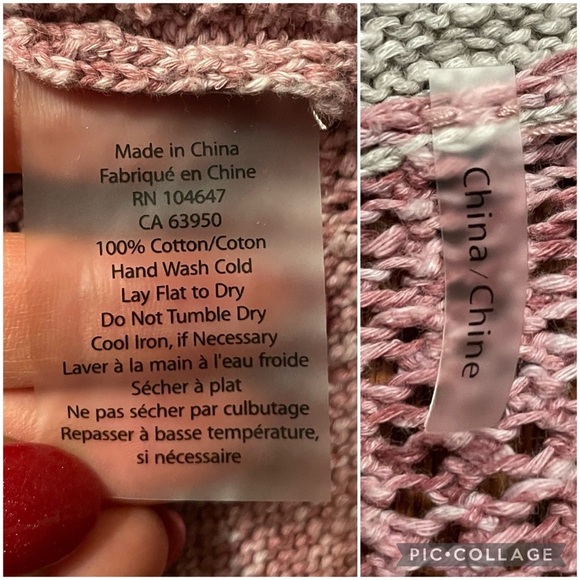 Made in China
Fabriqué en Chine
RN 104647
CA 63950
100% Cotton/Coton
Hand Wash Cold
Lay Flat to Dry
Do Not Tumble Dry
Cool Iron, if Necessary
Laver à la main à l'eau froide
Sécher à plat
Ne pas sécher par culbutage
Repasser à basse température,
si nécessaire
China/Chine
PIC•COLLAGE